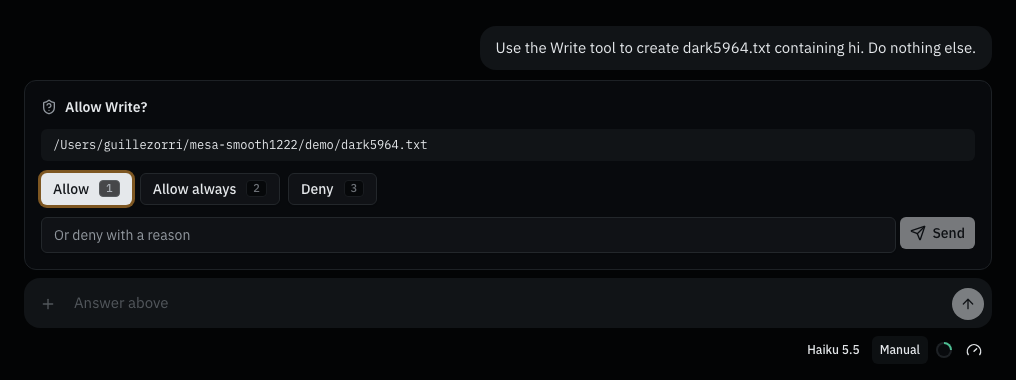 Use the Write tool to create dark5964.txt containing hi. Do nothing else.
Allow Write?
/Users/guillezorri/mesa-smooth1222/demo/dark5964.txt
Allow 1 Allow always 2 Deny 3
Or deny with a reason Send
Answer above
Haiku 5.5 Manual